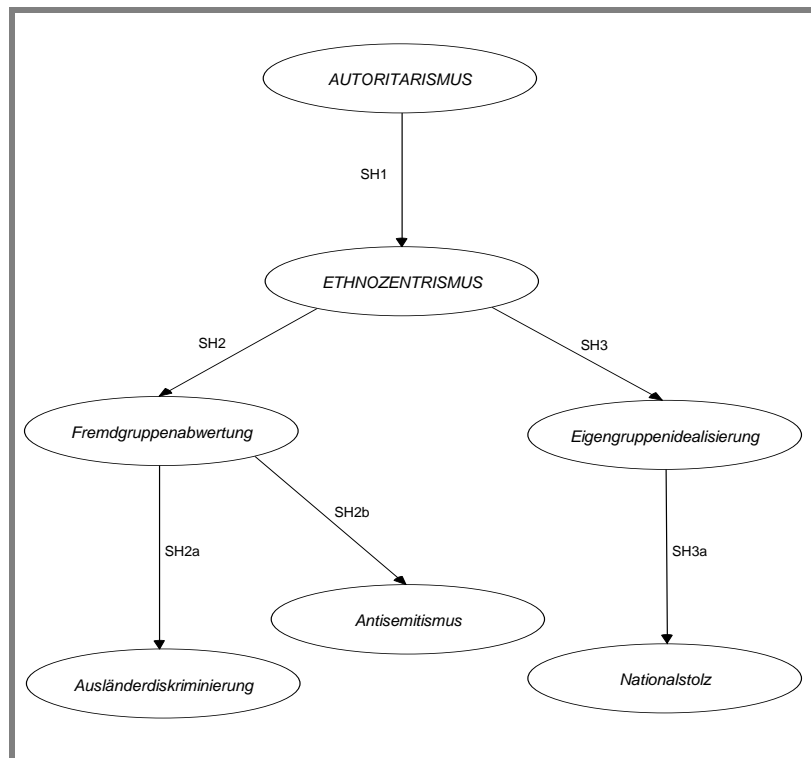 AUTORITARISMUS
SH1
ETHNOZENTRISMUS
SH2
SH3
Fremdgruppenabwertung
Eigengruppenidealisierung
SH2b
SH2a
SH3a
Antisemitismus
Ausländerdiskriminierung
Nationalstolz